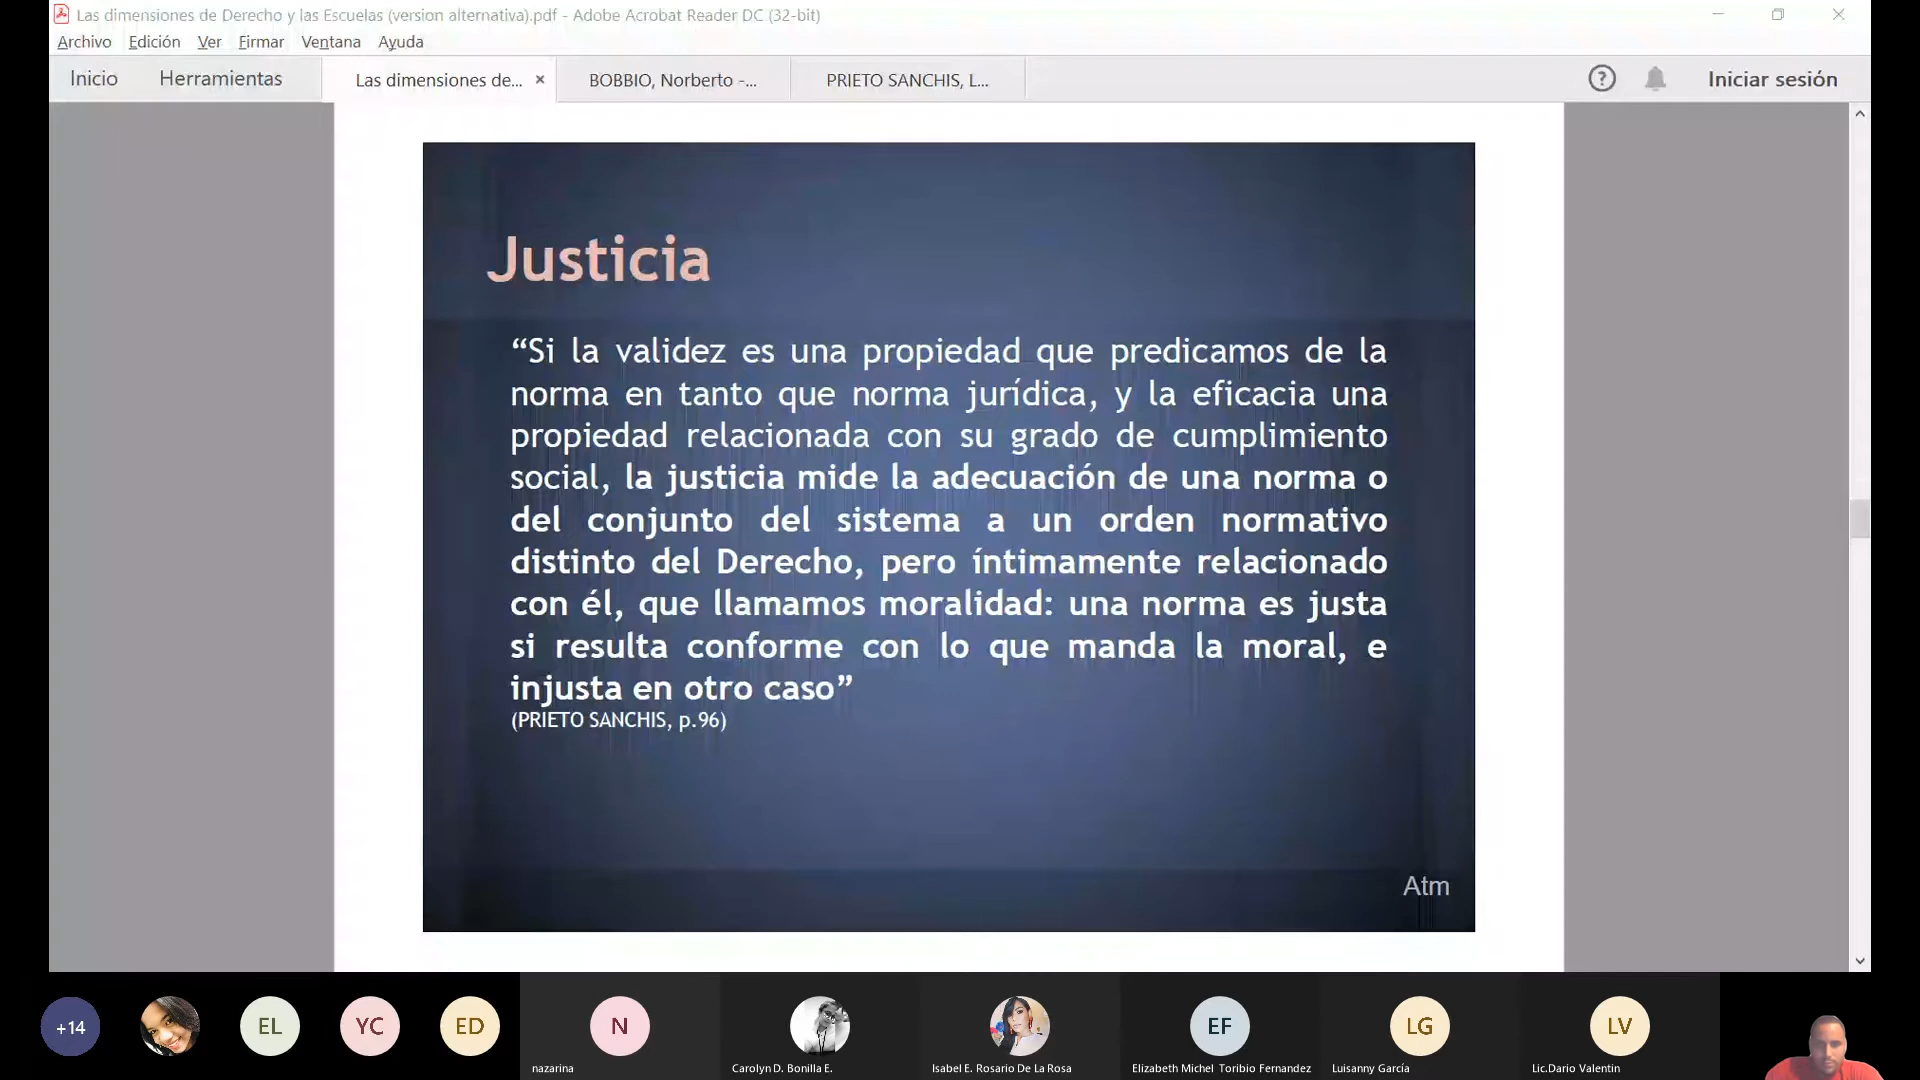 Las dimensiones de Derecho y las Escuelas (version alternativa).pdf - Adobe Acrobat Reader DC (32-bit)
Archivo Edición Ver Firmar Ventana Ayuda
Inicio Herramientas Las dimensiones de... × BOBBIO, Norberto -... PRIETO SANCHIS, L... ? Iniciar sesión
Justicia
“Si la validez es una propiedad que predicamos de la
norma en tanto que norma jurídica, y la eficacia una
propiedad relacionada con su grado de cumplimiento
social, la justicia mide la adecuación de una norma o
del conjunto del sistema a un orden normativo
distinto del Derecho, pero íntimamente relacionado
con él, que llamamos moralidad: una norma es justa
si resulta conforme con lo que manda la moral, e
injusta en otro caso”
(PRIETO SANCHIS, p.96)
Atm
+14 EL YC ED N EF LG LV
nazarina Carolyn D. Bonilla E. Isabel E. Rosario De La Rosa Elizabeth Michel Toribio Fernandez Luisanny García Lic.Dario Valentin